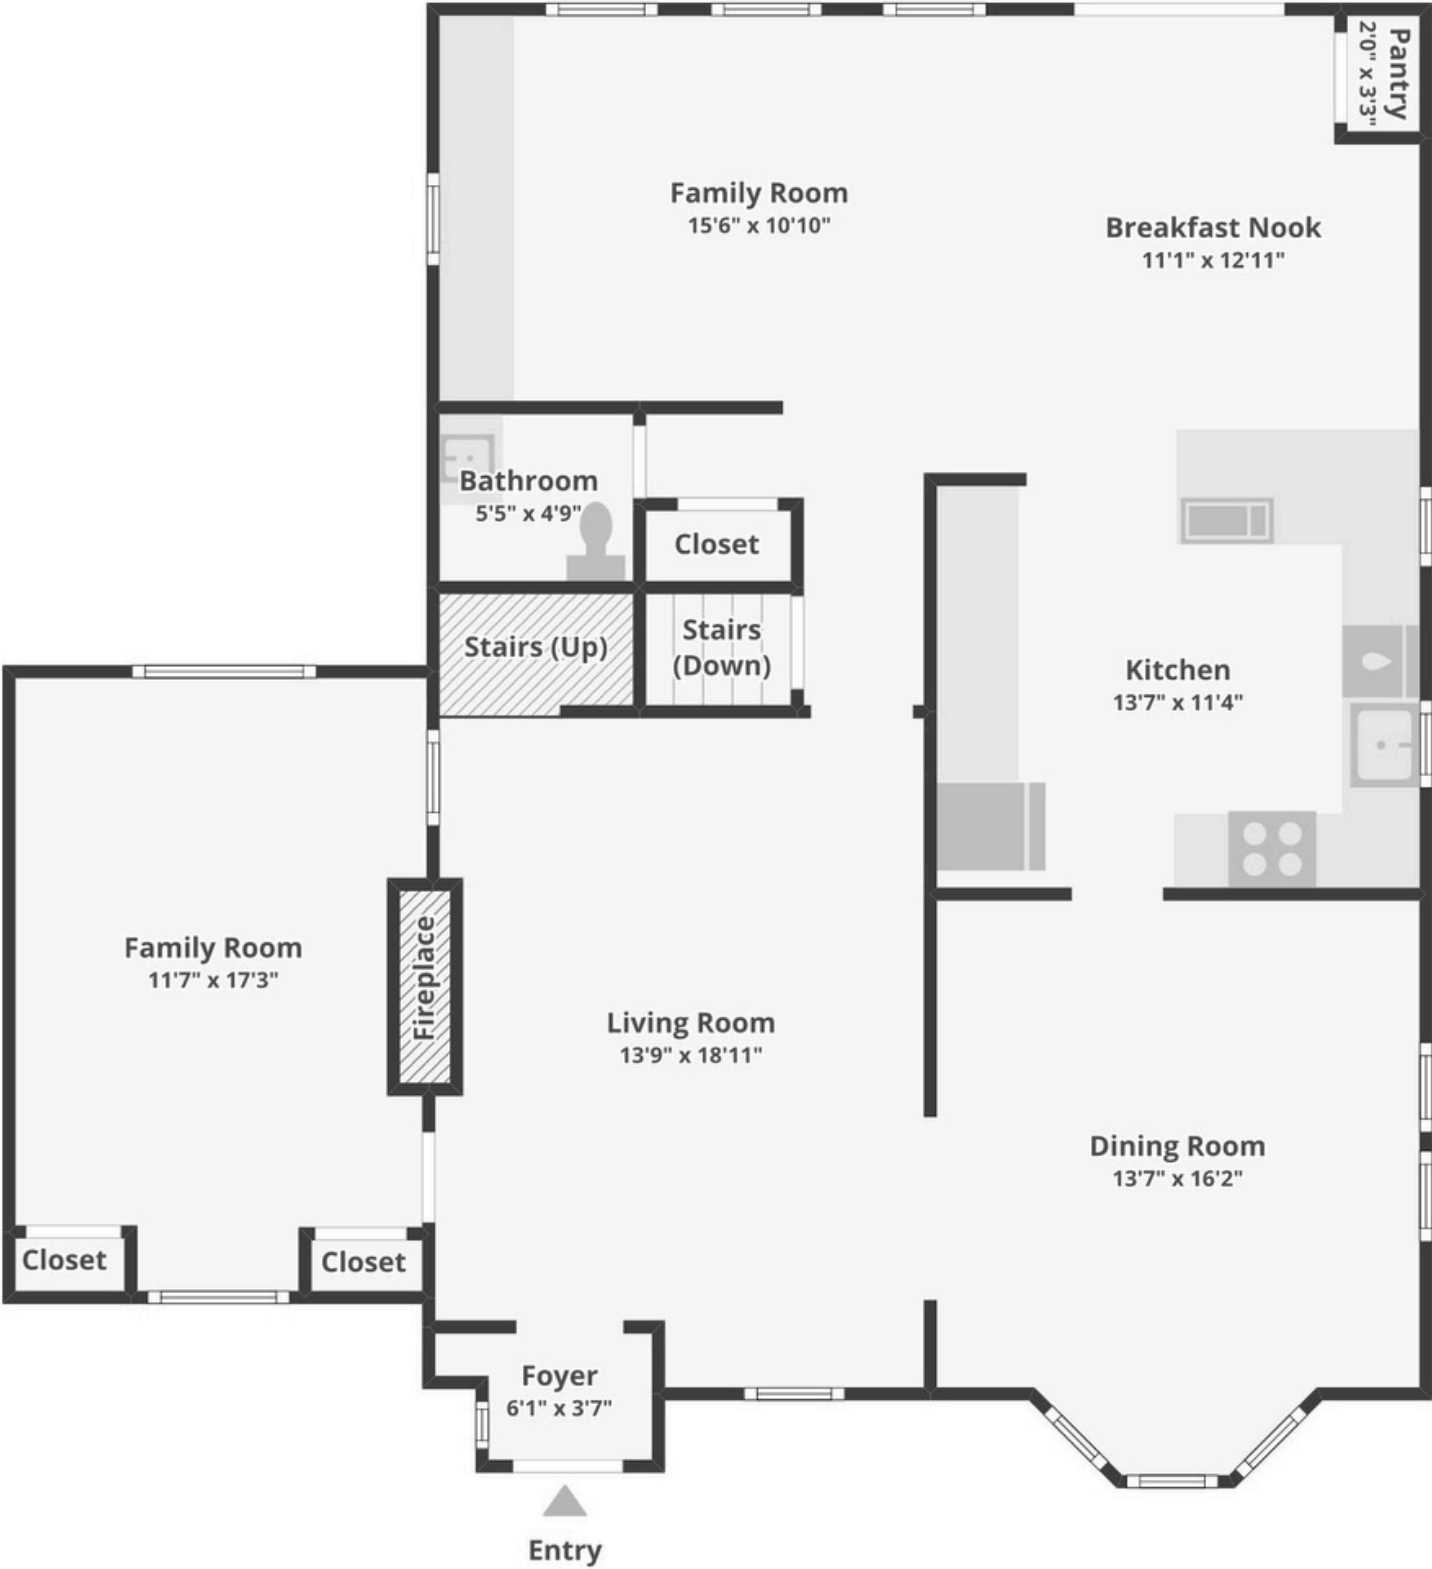 Pantry
2'0" x 3'3"
Family Room
15'6" x 10'10"
Breakfast Nook
11'1" x 12'11"
Bathroom
5'5" x 4'9"
Closet
Stairs (Up)
Stairs
(Down)
Kitchen
13'7" x 11'4"
Family Room
11'7" x 17'3"
Fireplace
Living Room
13'9" x 18'11"
Dining Room
13'7" x 16'2"
Closet
Closet
Foyer
6'1" x 3'7"
Entry